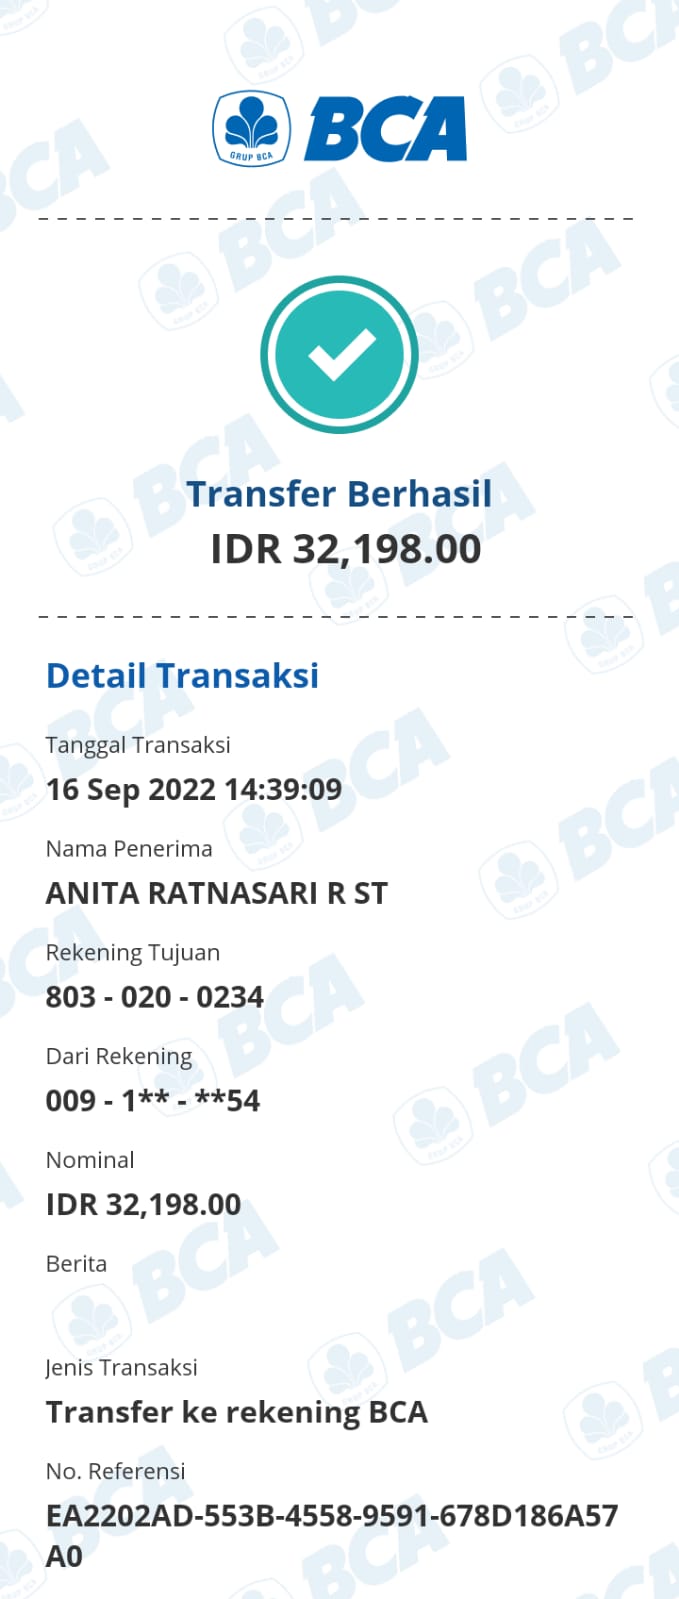 GRUP BCA
BCA
Transfer Berhasil
IDR 32,198.00
Detail Transaksi
Tanggal Transaksi
16 Sep 2022 14:39:09
Nama Penerima
ANITA RATNASARI R ST
Rekening Tujuan
803 - 020 - 0234
Dari Rekening
009 - 1** - **54
Nominal
IDR 32,198.00
Berita
Jenis Transaksi
Transfer ke rekening BCA
No. Referensi
EA2202AD-553B-4558-9591-678D186A57
A0